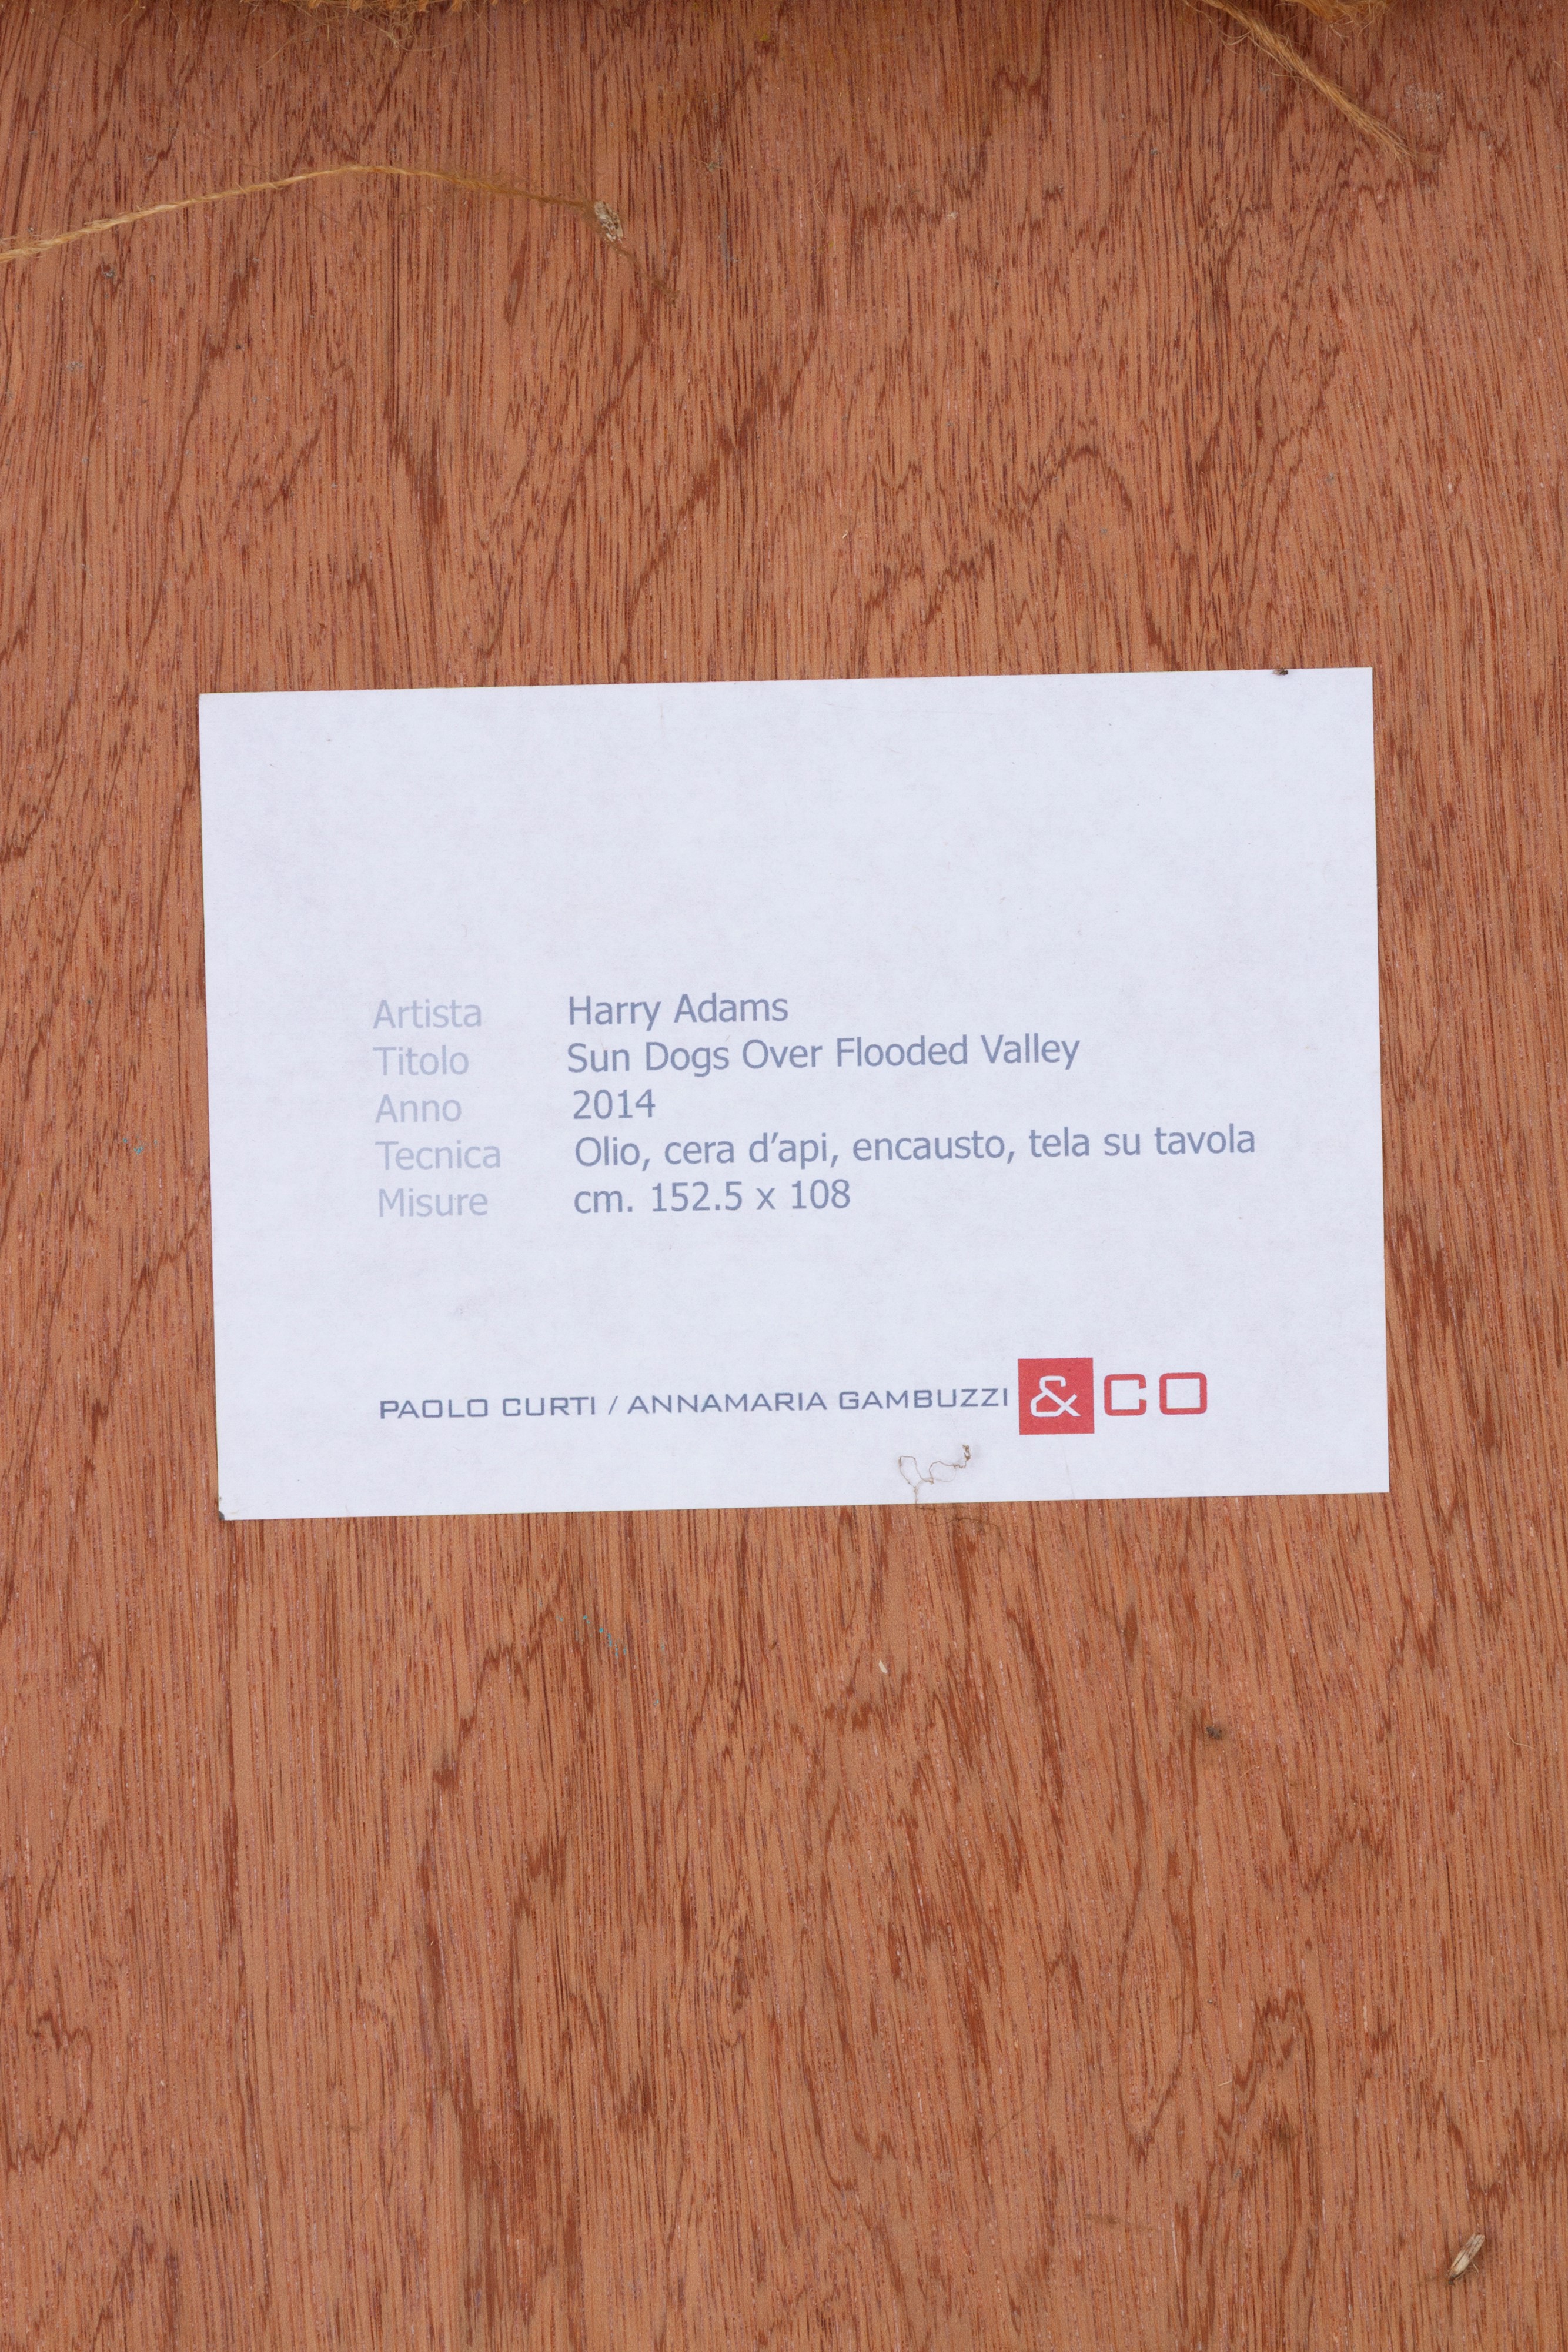 Artista Harry Adams
Titolo Sun Dogs Over Flooded Valley
Anno 2014
Tecnica Olio, cera d’api, encausto, tela su tavola
Misure cm. 152.5 x 108
PAOLO CURTI / ANNAMARIA GAMBUZZI & CO